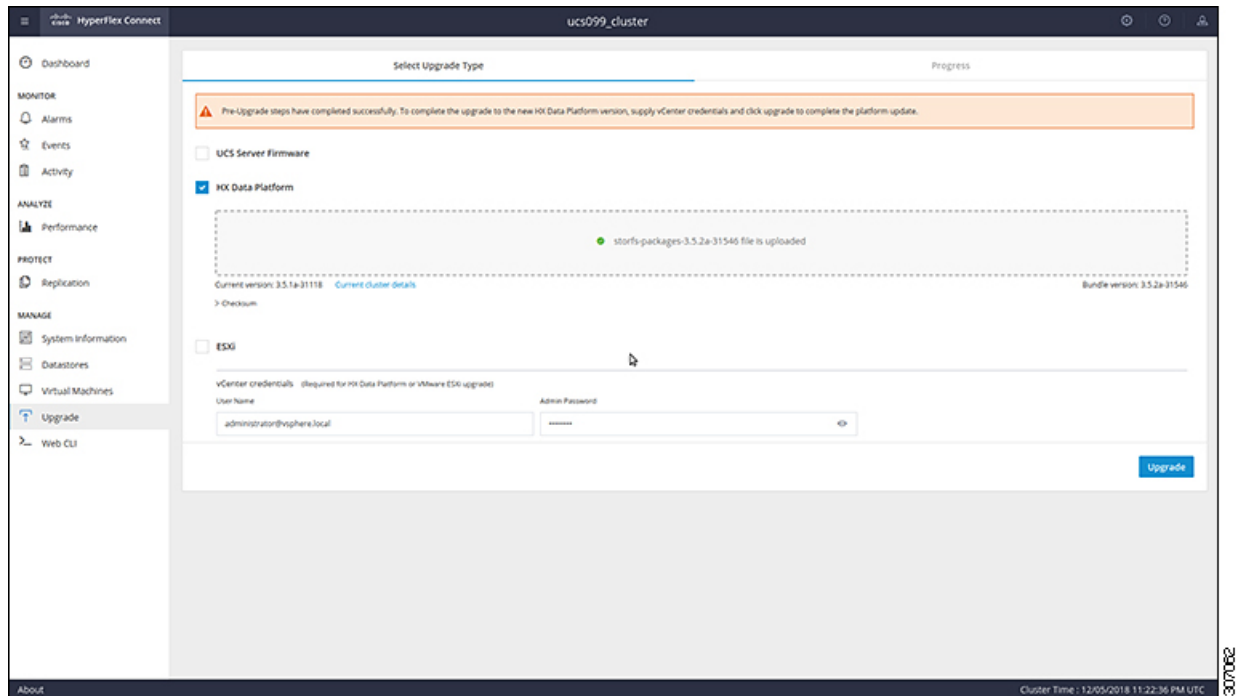 cisco HyperFlex Connect
ucs099_cluster
Dashboard
MONITOR
Alarms
Events
Activity
ANALYZE
Performance
PROTECT
Replication
MANAGE
System Information
Datastores
Virtual Machines
Upgrade
Web CLI
Select Upgrade Type
Progress
Pre-Upgrade steps have completed successfully. To complete the upgrade to the new HX Data Platform version, supply vCenter credentials and click upgrade to complete the platform update.
UCS Server Firmware
HX Data Platform
storfs-packages-3.5.2a-31546 file is uploaded
Current version: 3.5.1a-31118 Current cluster details
Bundle version: 3.5.2a-31546
> Checksum
ESXi
vCenter credentials (Required for HX Data Platform or VMware ESXi upgrade)
User Name
Admin Password
administrator@vsphere.local
Upgrade
About
Cluster Time : 12/05/2018 11:22:36 PM UTC
307062